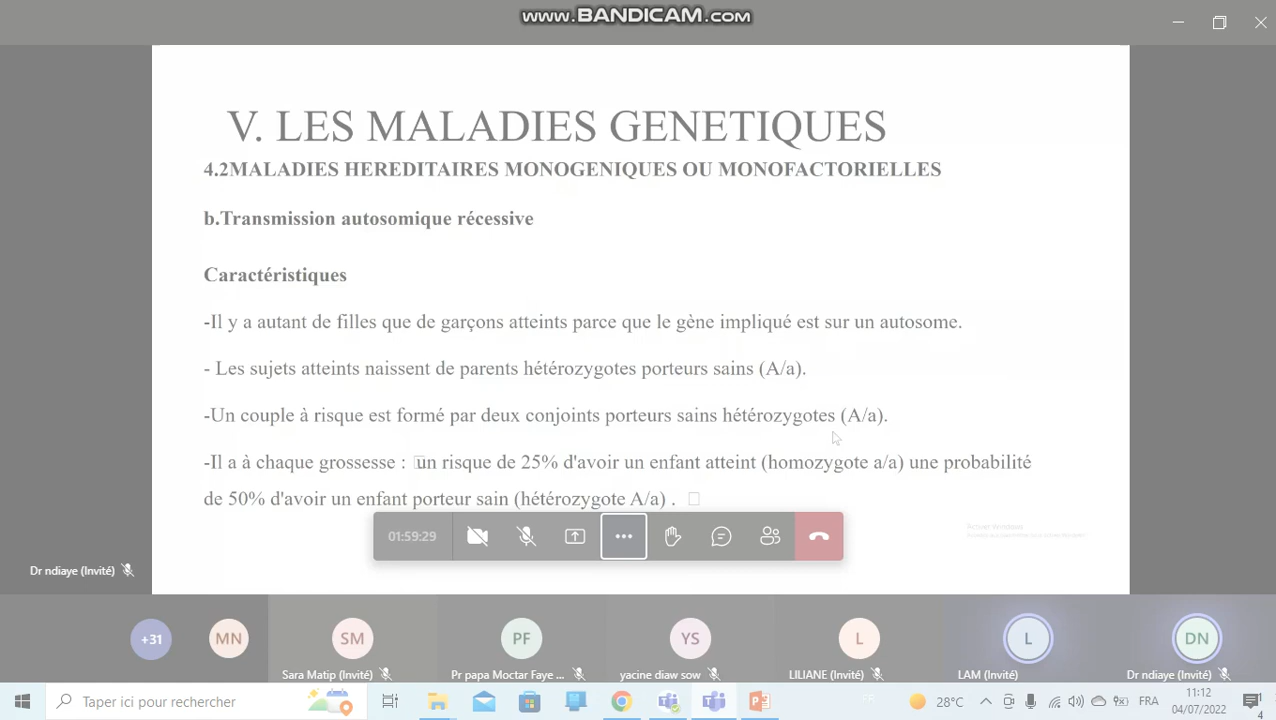 www.BANDICAM.com
V. LES MALADIES GENETIQUES
4.2MALADIES HEREDITAIRES MONOGENIQUES OU MONOFACTORIELLES
b.Transmission autosomique récessive
Caractéristiques
-Il y a autant de filles que de garçons atteints parce que le gène impliqué est sur un autosome.
- Les sujets atteints naissent de parents hétérozygotes porteurs sains (A/a).
-Un couple à risque est formé par deux conjoints porteurs sains hétérozygotes (A/a).
-Il a à chaque grossesse : un risque de 25% d'avoir un enfant atteint (homozygote a/a) une probabilité
de 50% d'avoir un enfant porteur sain (hétérozygote A/a) .
Activer Windows
01:59:29
Dr ndiaye (Invité)
+31
MN
SM
PF
YS
L
L
DN
Sara Matip (Invité)
Pr papa Moctar Faye ...
yacine diaw sow
LILIANE (Invité)
LAM (Invité)
Dr ndiaye (Invité)
Taper ici pour rechercher
28°C
FRA
11:12
04/07/2022
4